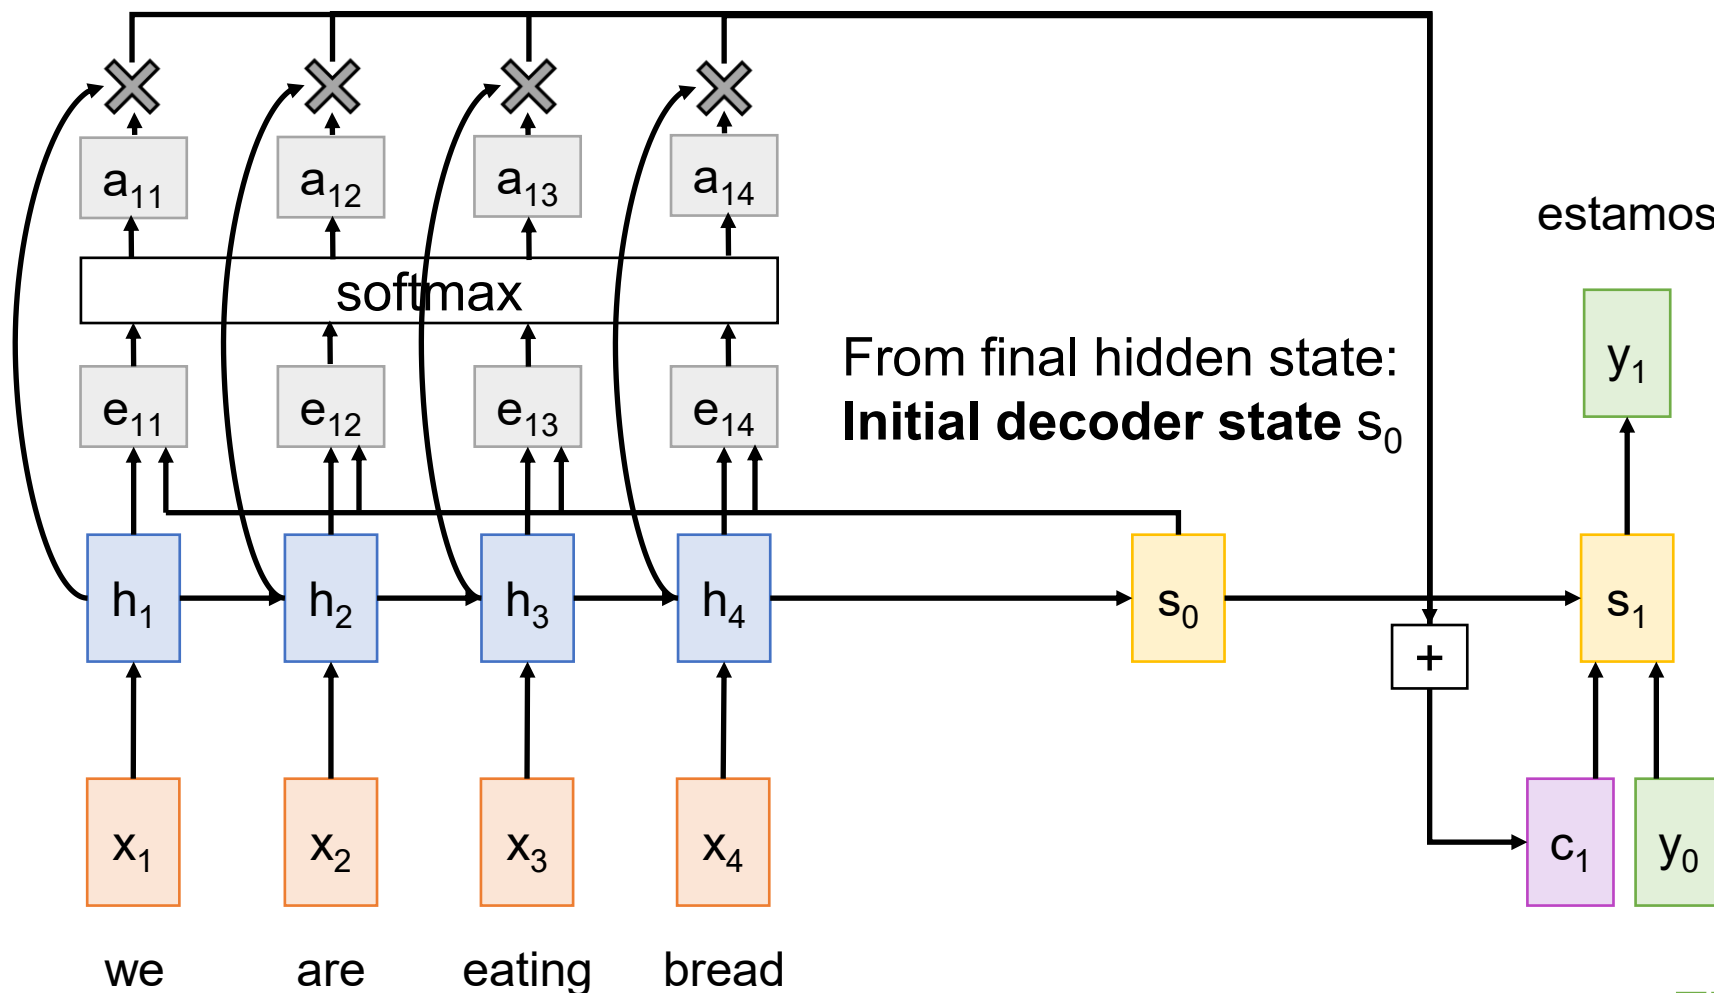 a11 a12 a13 a14
estamos
softmax
From final hidden state:
Initial decoder state s0
y1
e11 e12 e13 e14
h1 h2 h3 h4 s0 s1
+
x1 x2 x3 x4 c1 y0
we are eating bread